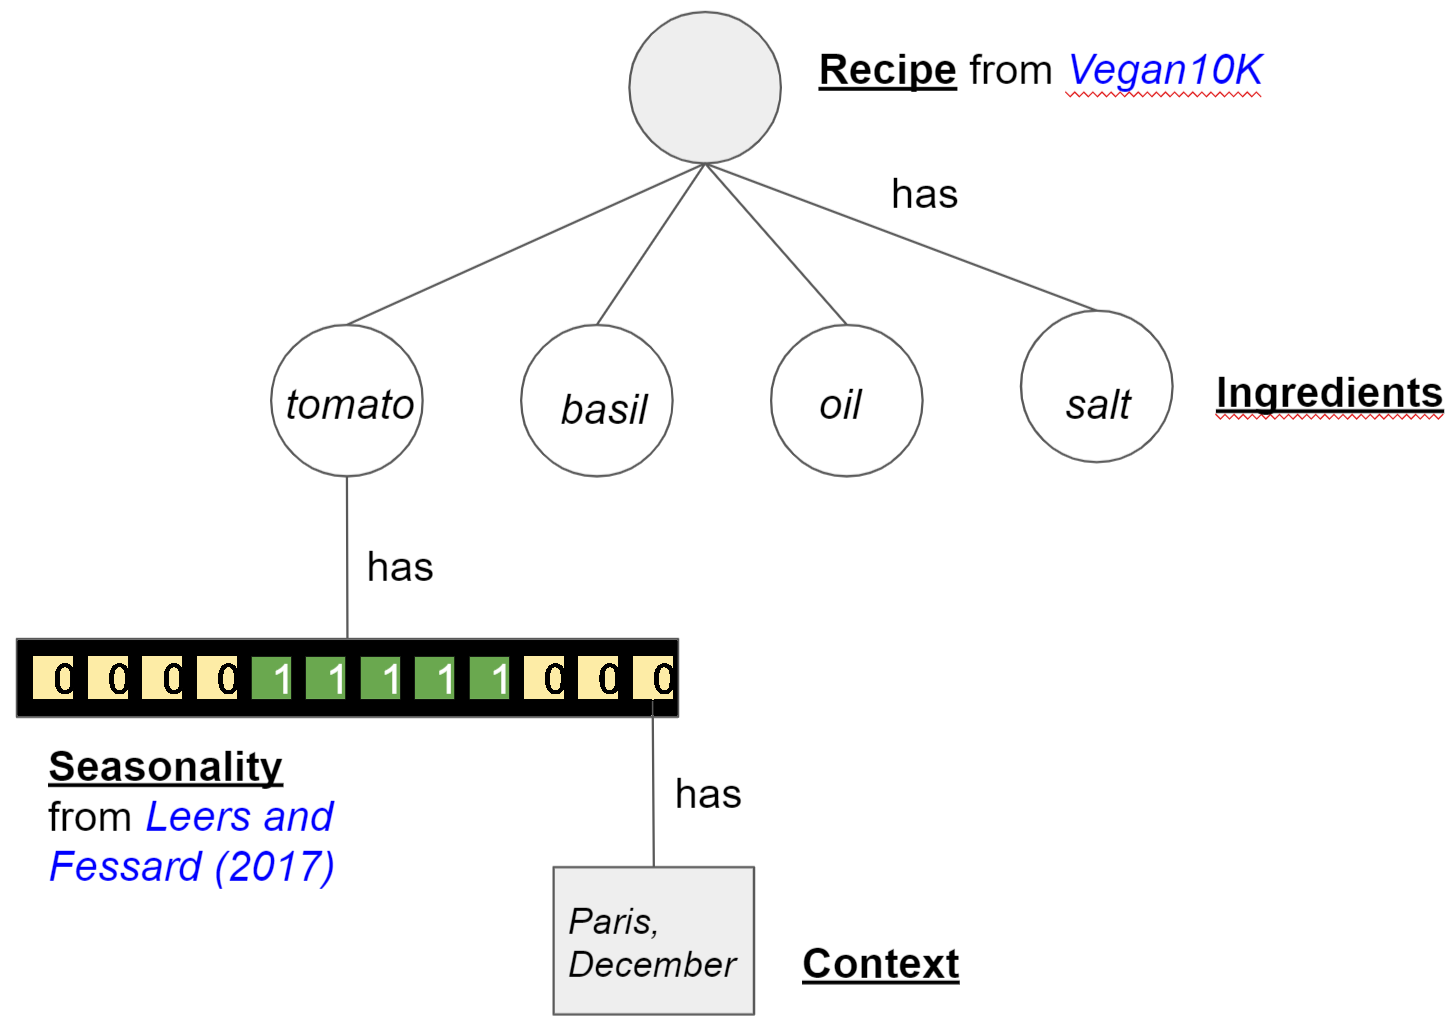 Recipe from Vegan10K
has
tomato
basil
oil
salt
Ingredients
has
0 0 0 0 1 1 1 1 1 0 0 0
Seasonality
from Leers and
Fessard (2017)
has
Paris,
December
Context